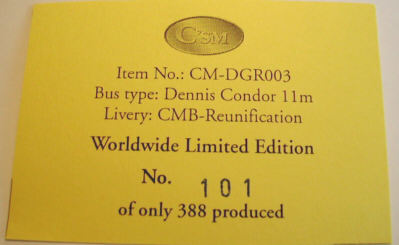 C'SM
Item No.: CM-DGR003
Bus type: Dennis Condor 11m
Livery: CMB-Reunification
Worldwide Limited Edition
No. 101
of only 388 produced